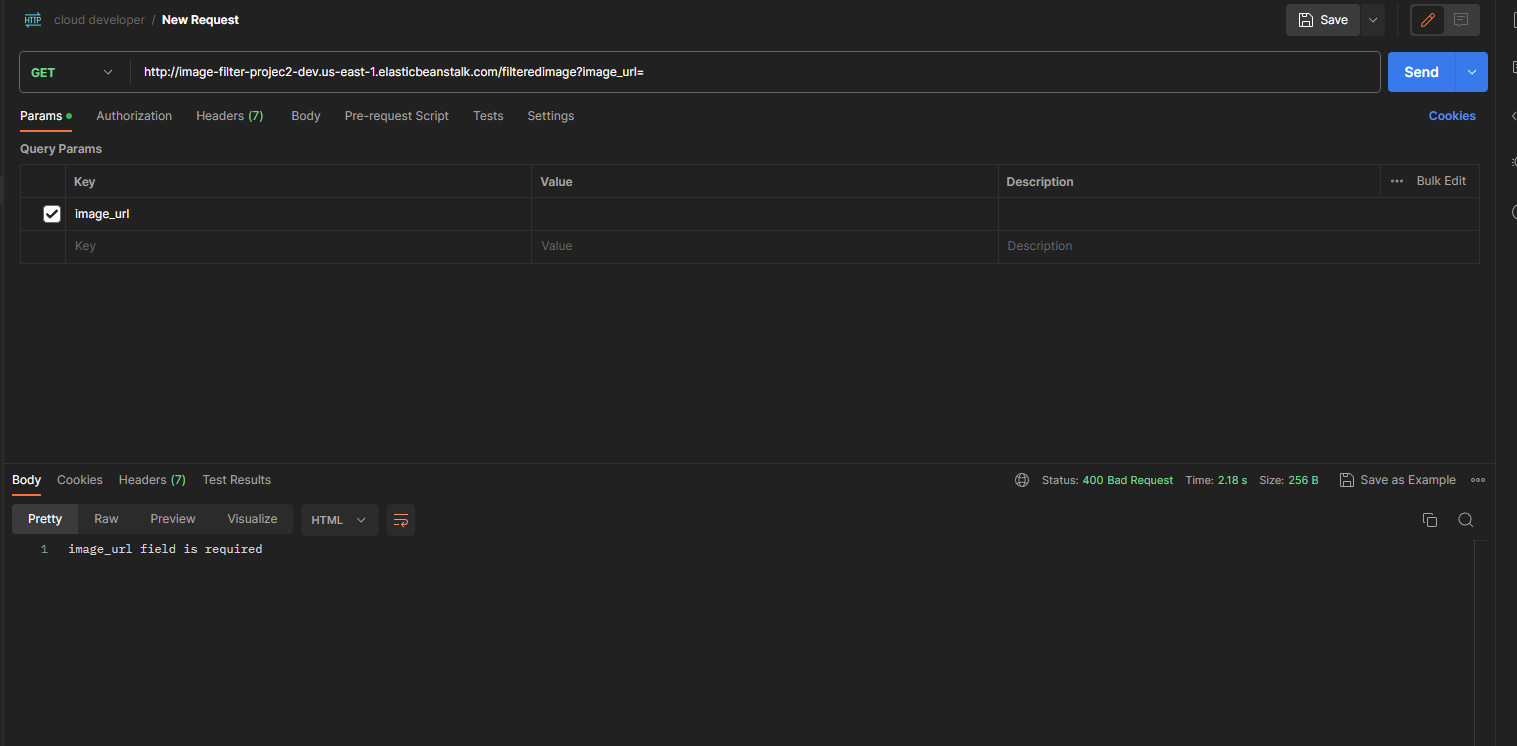 HTTP cloud developer / New Request Save
GET http://image-filter-projec2-dev.us-east-1.elasticbeanstalk.com/filteredimage?image_url= Send
Params Authorization Headers (7) Body Pre-request Script Tests Settings Cookies
Query Params
Key Value Description ••• Bulk Edit
image_url
Key Value Description
Body Cookies Headers (7) Test Results Status: 400 Bad Request Time: 2.18 s Size: 256 B Save as Example
Pretty Raw Preview Visualize HTML
1 image_url field is required